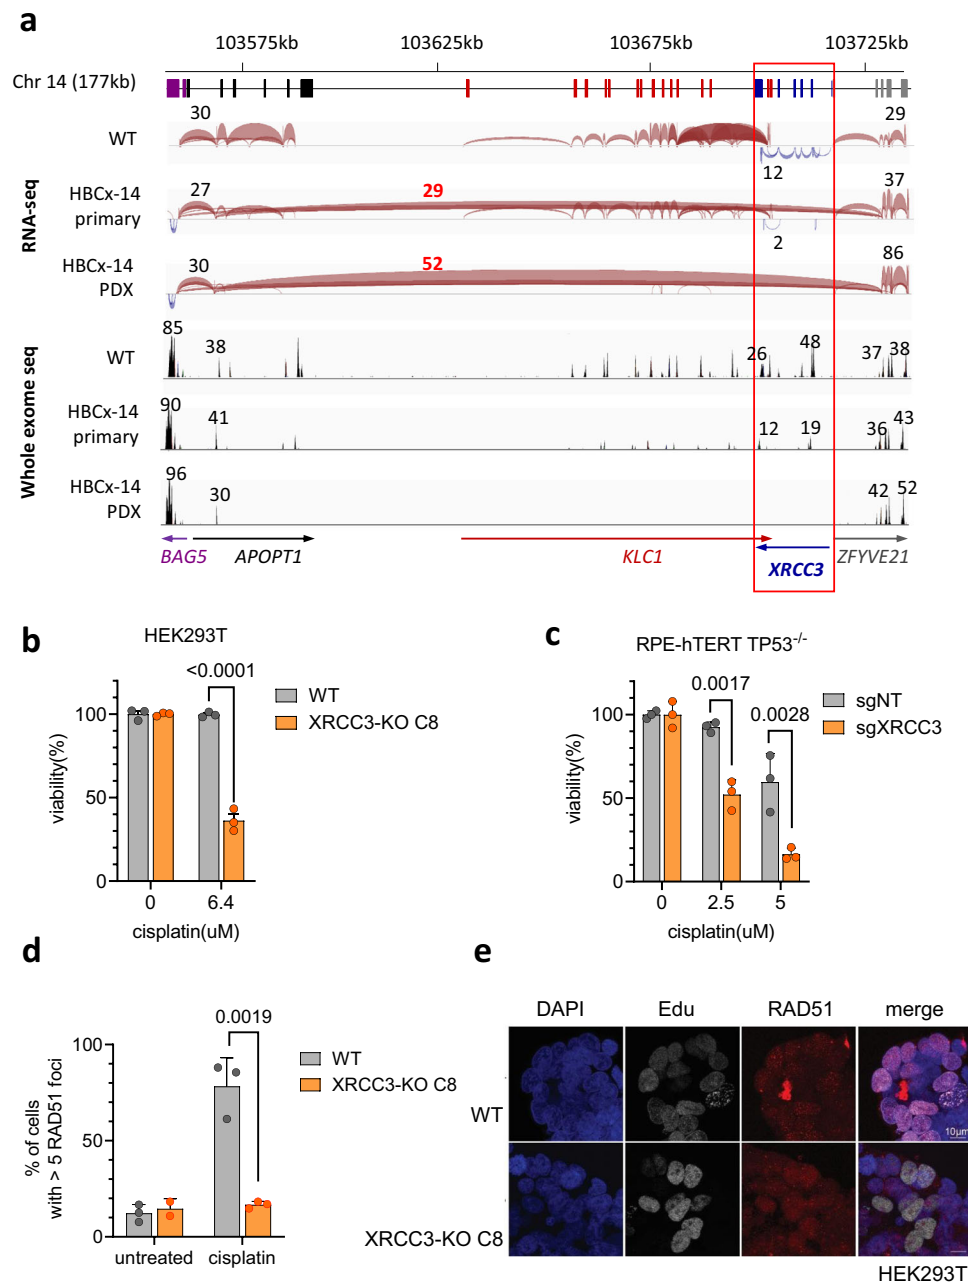 a
103575kb 103625kb 103675kb 103725kb
Chr 14 (177kb)
RNA-seq
WT
30 29
12
HBCx-14
primary
27 29 37
2
HBCx-14
PDX
30 52 86
Whole exome seq
WT
85 38 26 48 37 38
HBCx-14
primary
90 41 12 19 36 43
HBCx-14
PDX
96 30 42 52
BAG5 APOPT1 KLC1 XRCC3 ZFYVE21
b
HEK293T
<0.0001
WT
XRCC3-KO C8
viability(%)
100
50
0
0 6.4
cisplatin(uM)
c
RPE-hTERT TP53-/-
0.0017
0.0028
sgNT
sgXRCC3
viability(%)
100
50
0
0 2.5 5
cisplatin(uM)
d
0.0019
WT
XRCC3-KO C8
% of cells
with > 5 RAD51 foci
100
50
0
untreated cisplatin
e
DAPI Edu RAD51 merge
WT
10µm
XRCC3-KO C8
HEK293T